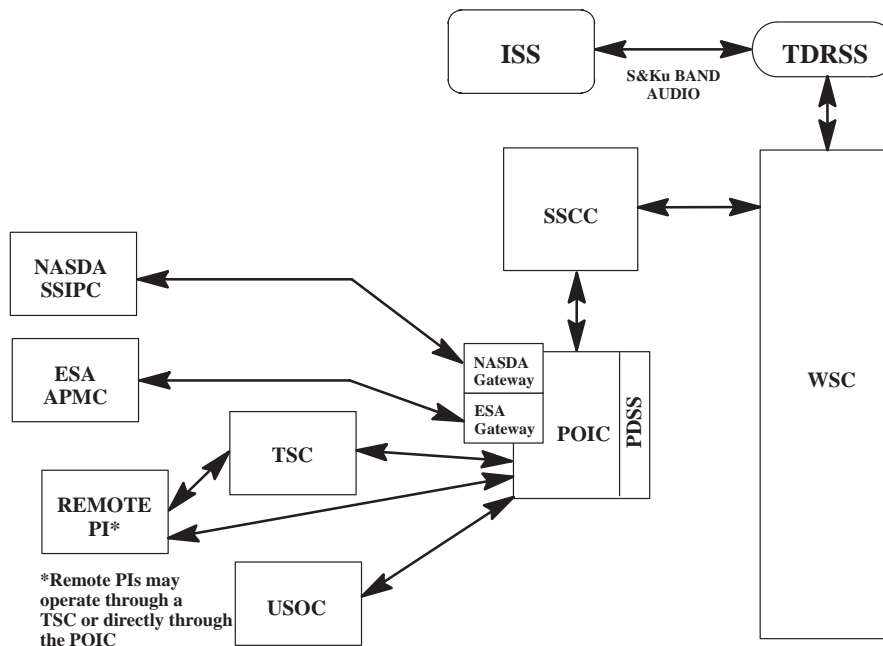 ISS
TDRSS
S&Ku BAND
AUDIO
SSCC
WSC
NASDA
SSIPC
ESA
APMC
NASDA
Gateway
ESA
Gateway
POIC
PDSS
TSC
REMOTE
PI*
USOC
*Remote PIs may
operate through a
TSC or directly through
the POIC